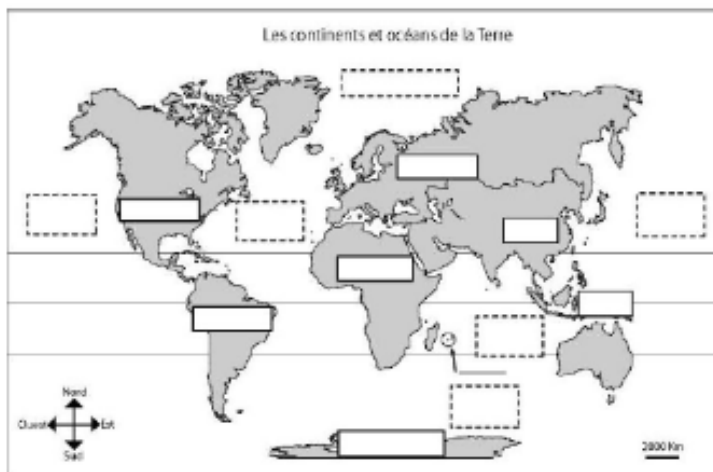 Les continents et océans de la Terre
Nord
Ouest
Est
Sud
2000 Km